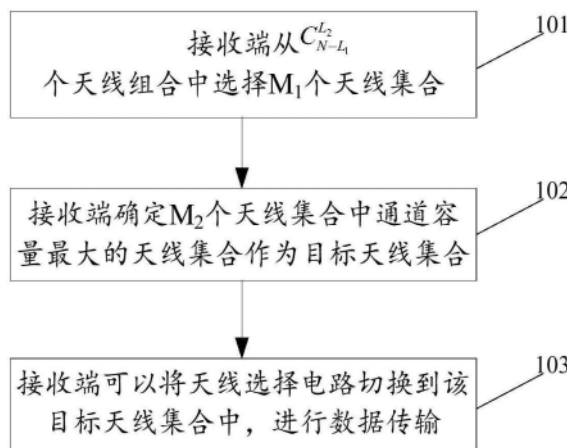 接收端从$C_{N-L_1}^{L_2}$
个天线组合中选择M₁个天线集合
101
接收端确定M₂个天线集合中通道容
量最大的天线集合作为目标天线集合
102
接收端可以将天线选择电路切换到该
目标天线集合中，进行数据传输
103